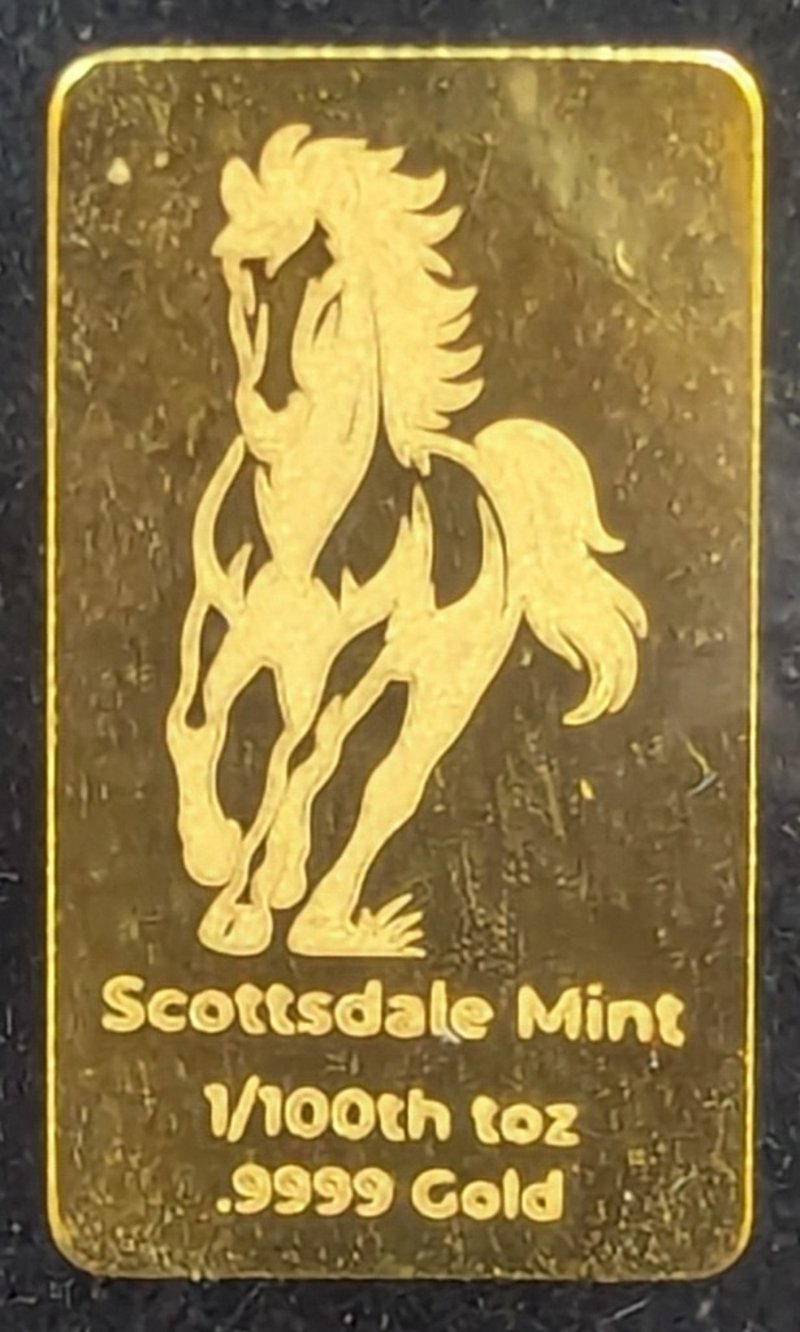 Scottsdale Mint
1/100th toz
.9999 Gold